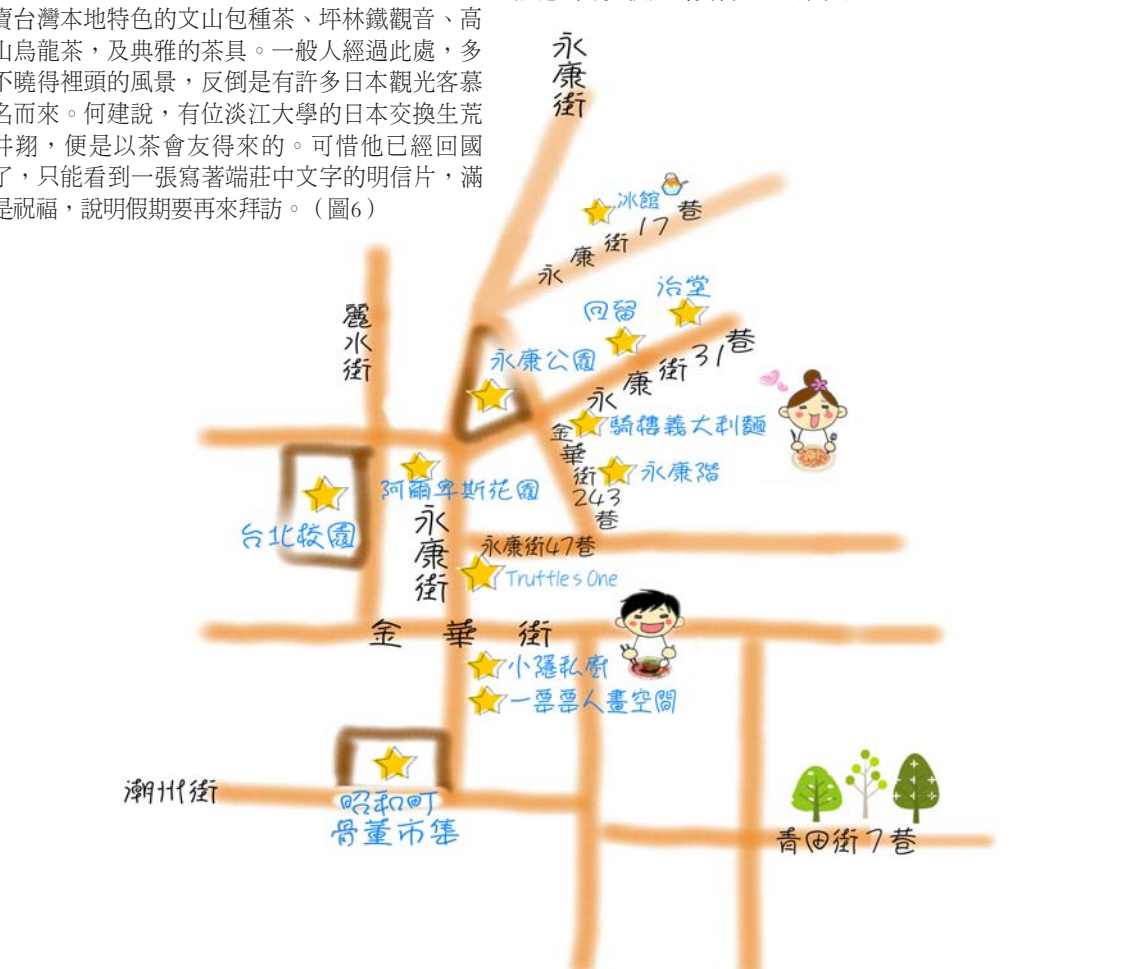 賣台灣本地特色的文山包種茶、坪林鐵觀音、高
山烏龍茶,及典雅的茶具。一般人經過此處,多
不曉得裡頭的風景,反倒是有許多日本觀光客慕
名而來。何建說,有位淡江大學的日本交換生荒
井翔,便是以茶會友得來的。可惜他已經回國
了,只能看到一張寫著端莊中文字的明信片,滿
是祝福,說明假期要再來拜訪。(圖6)
永康街
冰館
永康街17巷
冶堂
回留
麗水街
永康街31巷
永康公園
騎樓義大利麵
金華街243巷
永康階
阿爾卑斯花園
台北校園
永康街
永康街47巷
Truffles One
金華街
小隱私廚
一票票人畫空間
潮州街
昭和町
骨董市集
青田街7巷